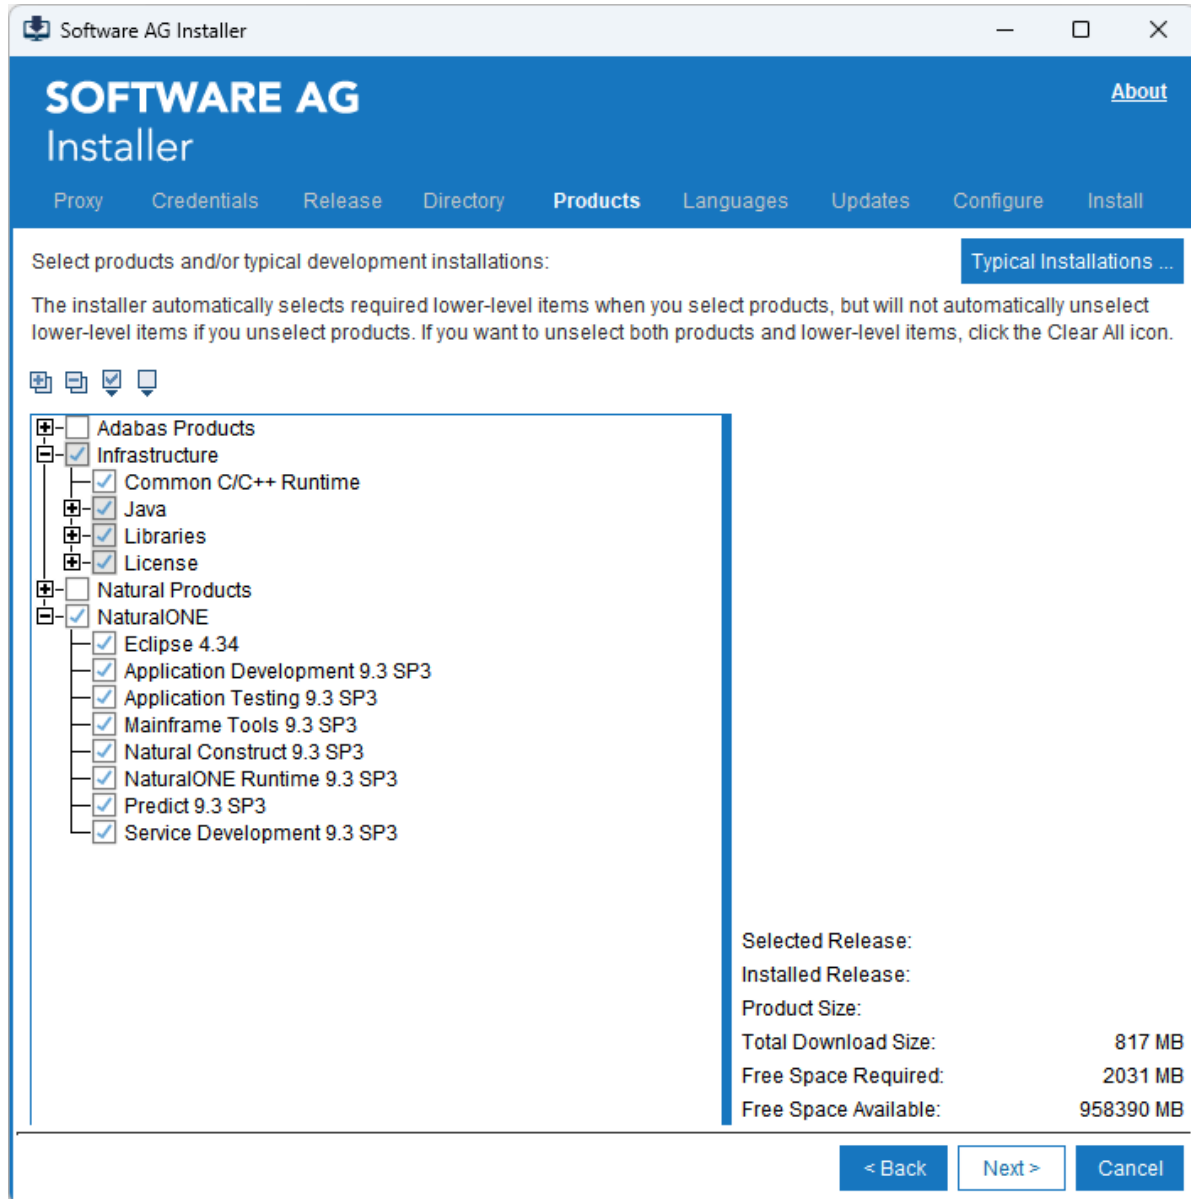 Software AG Installer
SOFTWARE AG
About
Installer
Proxy Credentials Release Directory Products Languages Updates Configure Install
Select products and/or typical development installations:
Typical Installations ...
The installer automatically selects required lower-level items when you select products, but will not automatically unselect
lower-level items if you unselect products. If you want to unselect both products and lower-level items, click the Clear All icon.
Adabas Products
Infrastructure
Common C/C++ Runtime
Java
Libraries
License
Natural Products
NaturalONE
Eclipse 4.34
Application Development 9.3 SP3
Application Testing 9.3 SP3
Mainframe Tools 9.3 SP3
Natural Construct 9.3 SP3
NaturalONE Runtime 9.3 SP3
Predict 9.3 SP3
Service Development 9.3 SP3
Selected Release:
Installed Release:
Product Size:
Total Download Size: 817 MB
Free Space Required: 2031 MB
Free Space Available: 958390 MB
< Back Next > Cancel